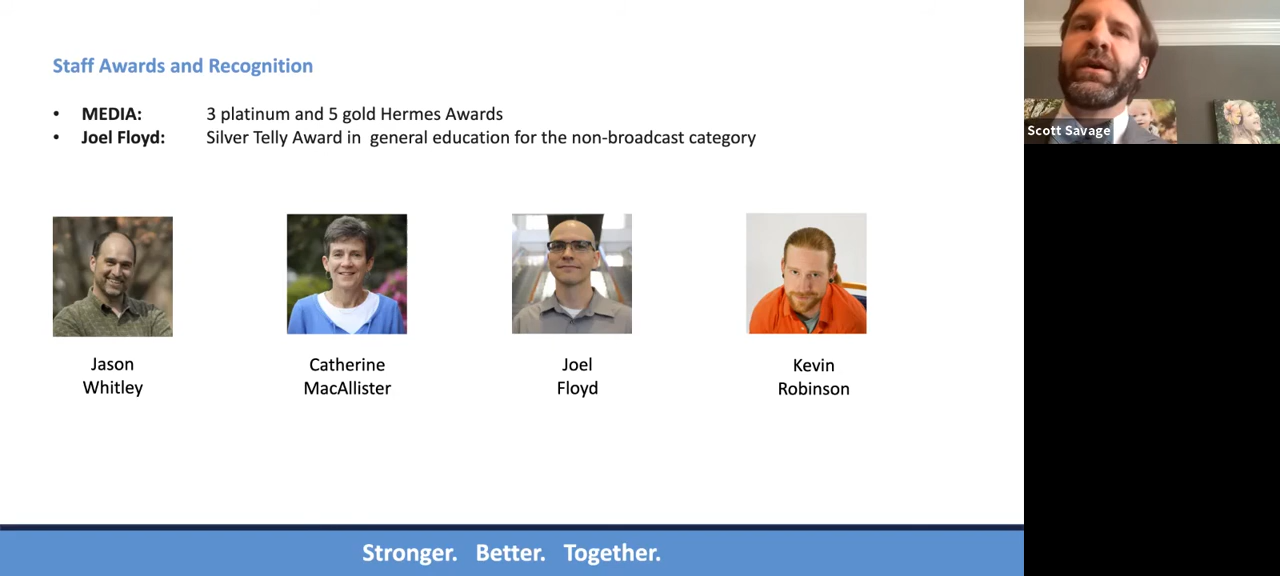 Staff Awards and Recognition
• MEDIA: 3 platinum and 5 gold Hermes Awards
• Joel Floyd: Silver Telly Award in general education for the non-broadcast category
Jason Whitley
Catherine MacAllister
Joel Floyd
Kevin Robinson
Stronger. Better. Together.
Scott Savage